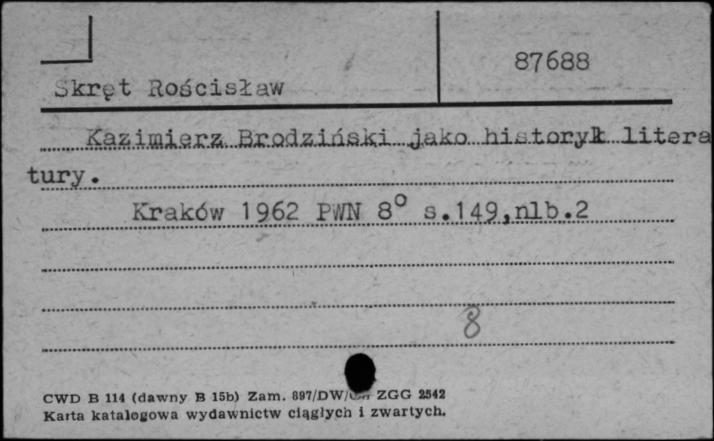 87688
Skręt Rościsław
Kazimierz Brodziński jako historyk litera
tury.
Kraków 1962 PWN 8° s.149,nlb.2
8
CWD B 114 (dawny B 15b) Zam. 897/DW/ ZGG 2542
Karta katalogowa wydawnictw ciągłych i zwartych.